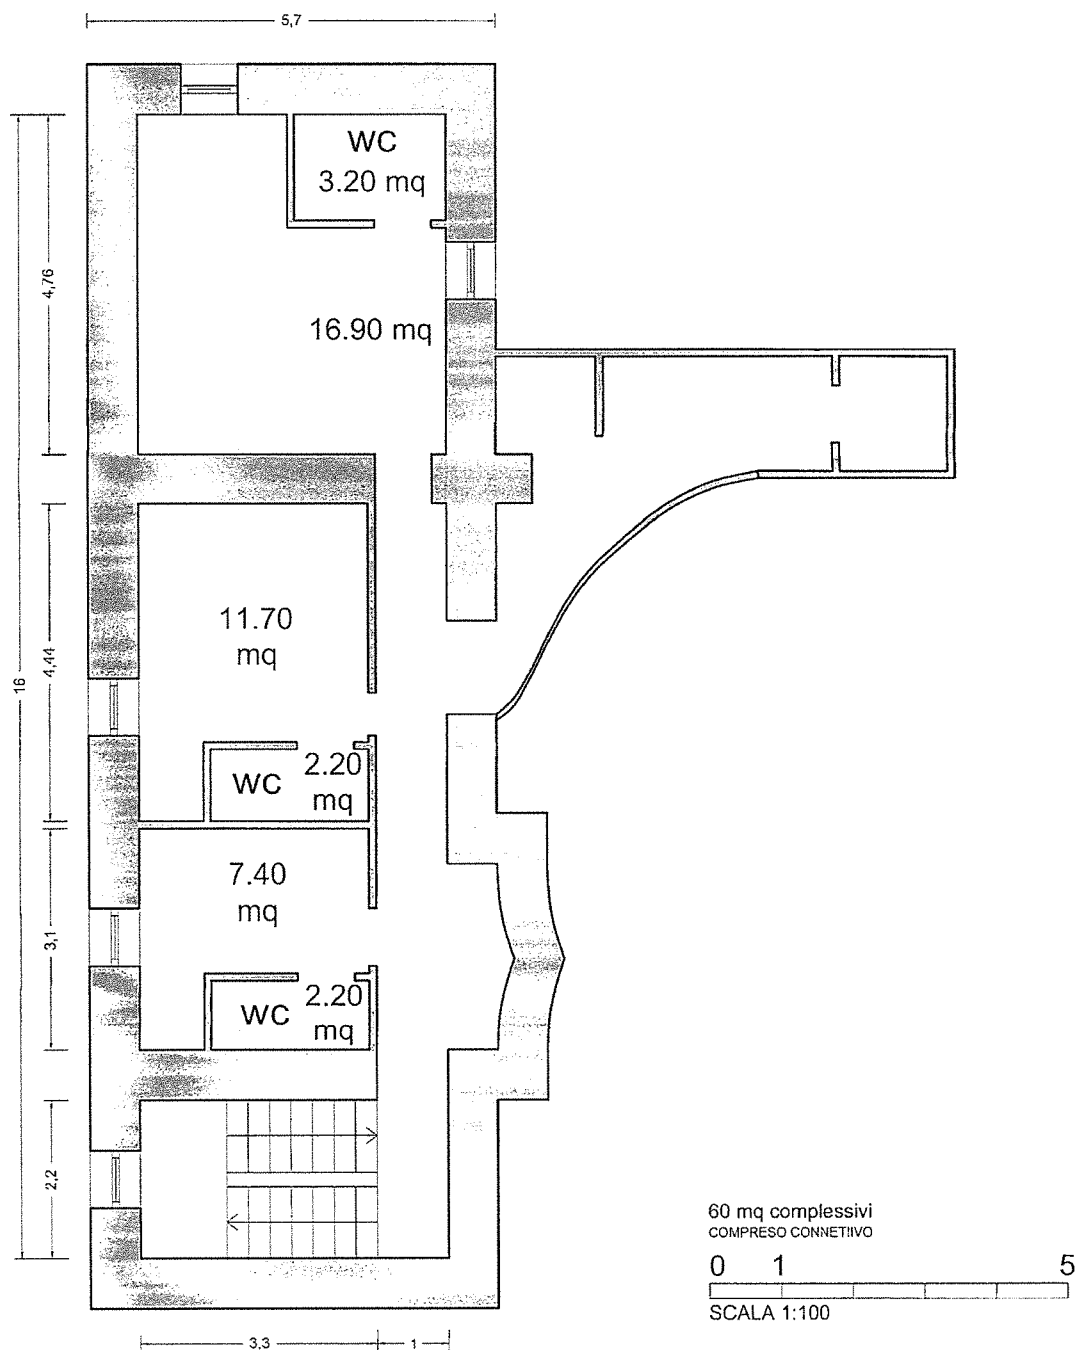 5,7
WC
3.20 mq
4,76
16.90 mq
11.70
mq
4,44
16
2.20
WC
mq
7.40
mq
3,1
2.20
WC
mq
2,2
60 mq complessivi
COMPRESO CONNETIIVO
0 1 5
SCALA 1:100
3,3
1